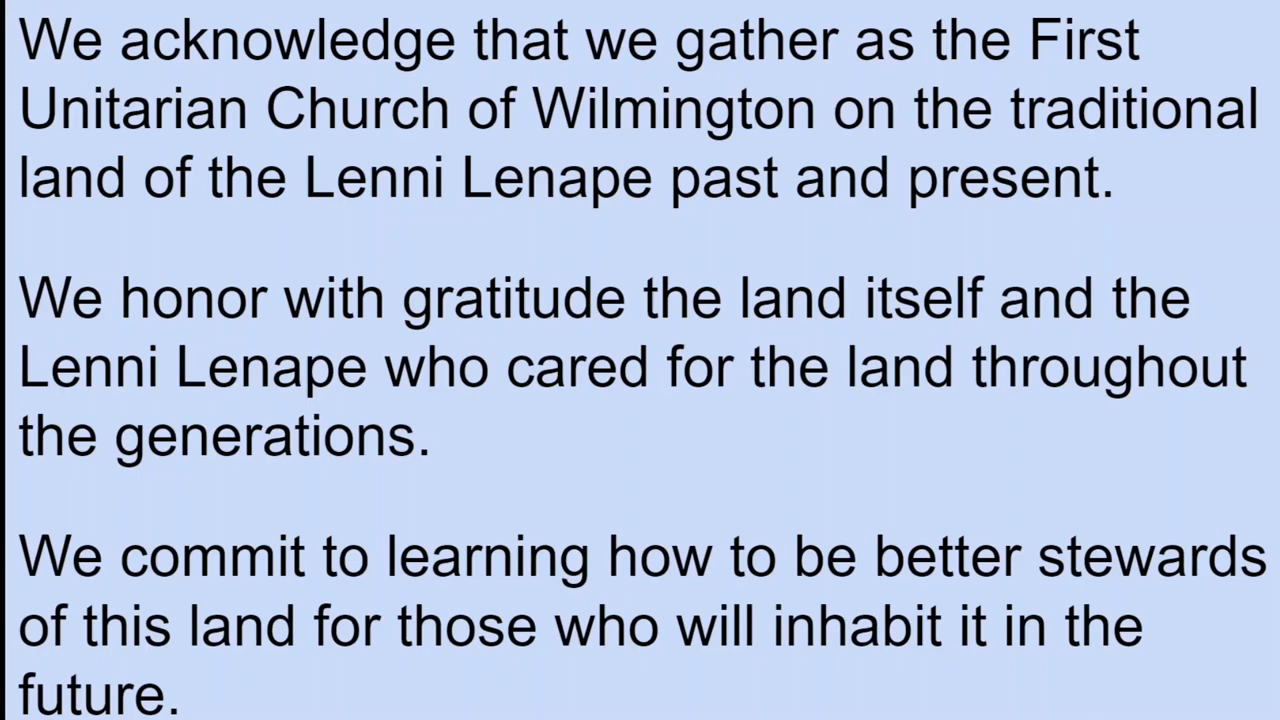 We acknowledge that we gather as the First
Unitarian Church of Wilmington on the traditional
land of the Lenni Lenape past and present.
We honor with gratitude the land itself and the
Lenni Lenape who cared for the land throughout
the generations.
We commit to learning how to be better stewards
of this land for those who will inhabit it in the
future.